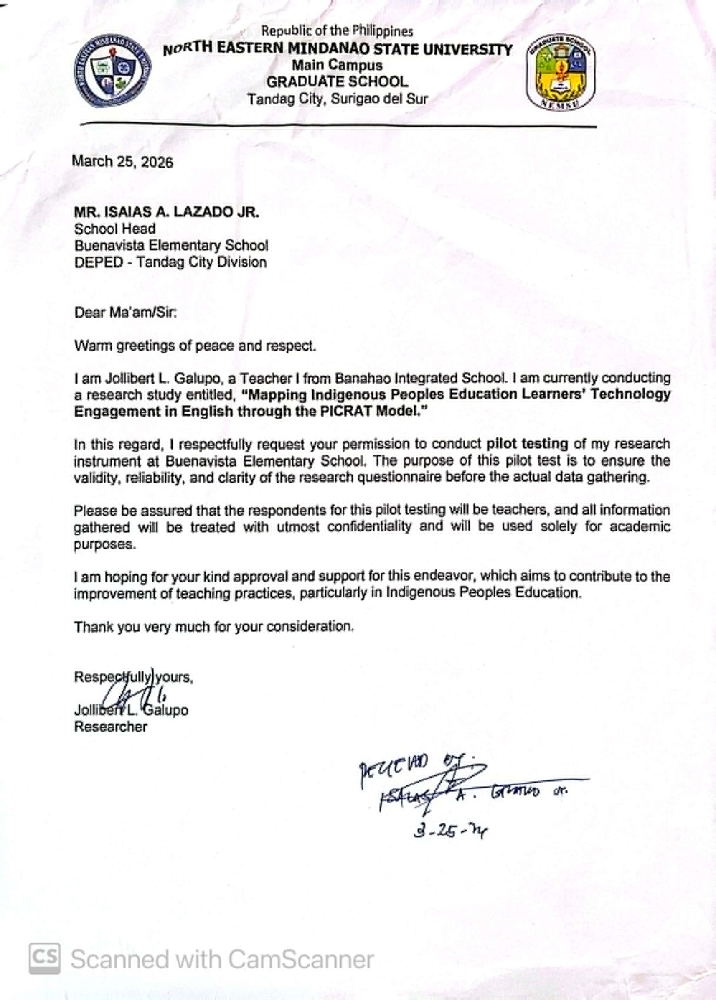 Republic of the Philippines
NORTH EASTERN MINDANAO STATE UNIVERSITY
Main Campus
GRADUATE SCHOOL
Tandag City, Surigao del Sur
GRADUATE SCHOOL
NEMSU
March 25, 2026
MR. ISAIAS A. LAZADO JR.
School Head
Buenavista Elementary School
DEPED - Tandag City Division
Dear Ma'am/Sir:
Warm greetings of peace and respect.
I am Jollibert L. Galupo, a Teacher I from Banahao Integrated School. I am currently conducting
a research study entitled, “Mapping Indigenous Peoples Education Learners’ Technology
Engagement in English through the PICRAT Model.”
In this regard, I respectfully request your permission to conduct pilot testing of my research
instrument at Buenavista Elementary School. The purpose of this pilot test is to ensure the
validity, reliability, and clarity of the research questionnaire before the actual data gathering.
Please be assured that the respondents for this pilot testing will be teachers, and all information
gathered will be treated with utmost confidentiality and will be used solely for academic
purposes.
I am hoping for your kind approval and support for this endeavor, which aims to contribute to the
improvement of teaching practices, particularly in Indigenous Peoples Education.
Thank you very much for your consideration.
Respectfully yours,
Jollibert L. Galupo
Researcher
BY:
A. JR.
3-25-
CS Scanned with CamScanner